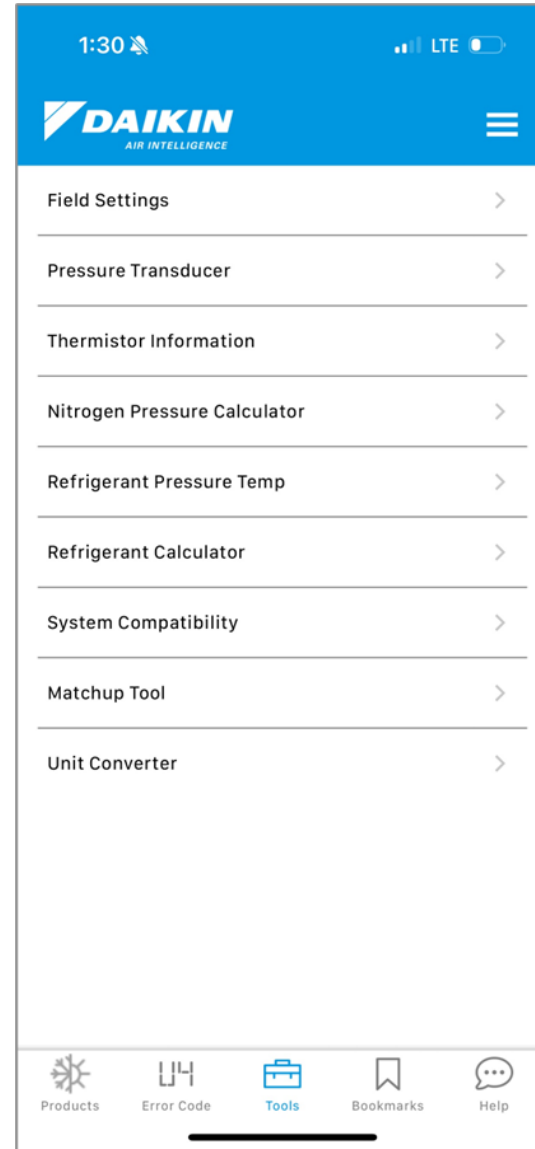 1:30
LTE
DAIKIN
AIR INTELLIGENCE
Field Settings
Pressure Transducer
Thermistor Information
Nitrogen Pressure Calculator
Refrigerant Pressure Temp
Refrigerant Calculator
System Compatibility
Matchup Tool
Unit Converter
U4
Products
Error Code
Tools
Bookmarks
Help